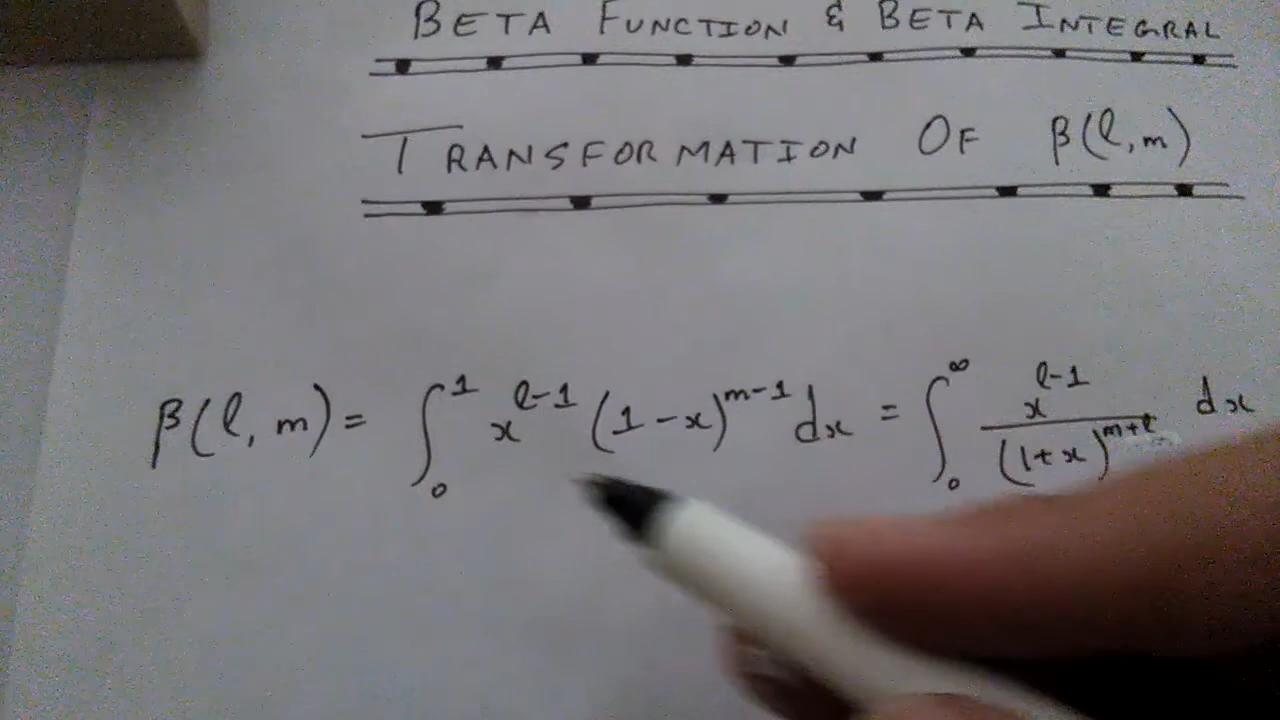 BETA FUNCTION & BETA INTEGRAL
TRANSFORMATION OF β(l,m)
β(l,m) = ∫₀¹ x^(l-1) (1-x)^(m-1) dx = ∫₀^∞ x^(l-1) / (1+x)^(m+l) dx